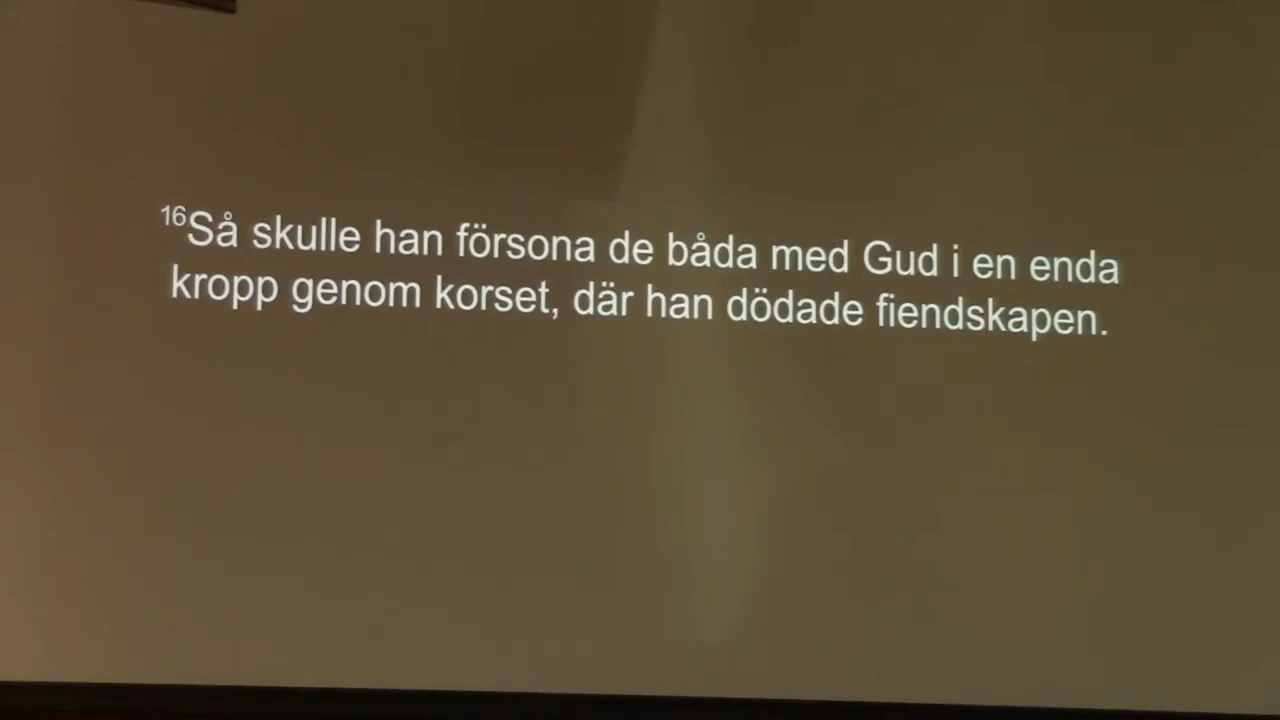 16Så skulle han försona de båda med Gud i en enda
kropp genom korset, där han dödade fiendskapen.